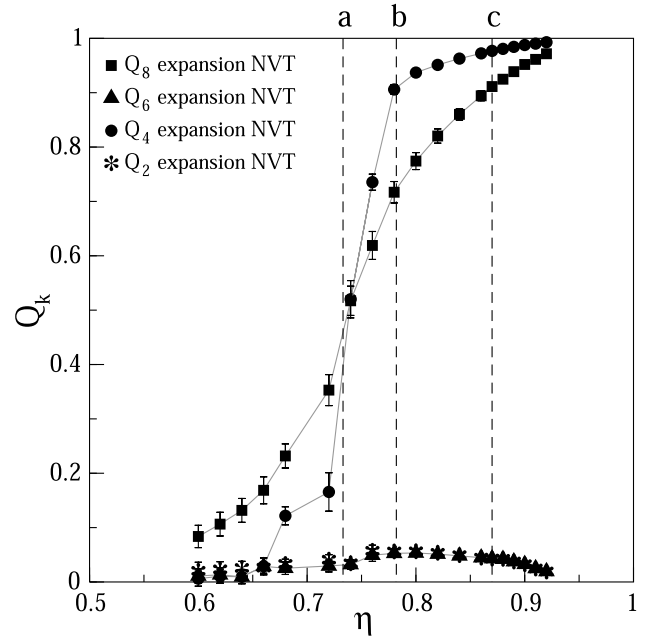 a b c
1
Q8 expansion NVT
Q6 expansion NVT
Q4 expansion NVT
Q2 expansion NVT
0.8
0.6
Qk
0.4
0.2
0
0.5 0.6 0.7 0.8 0.9 1
η